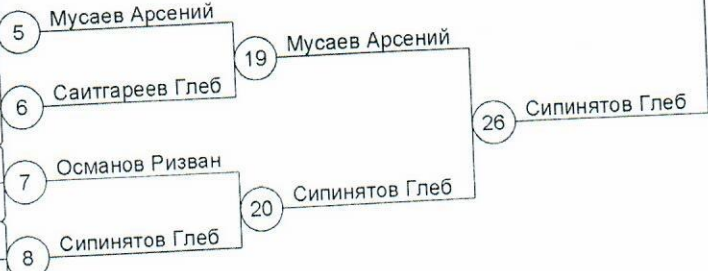 5 Мусаев Арсений
19 Мусаев Арсений
6 Саитгареев Глеб
26 Сипинятов Глеб
7 Османов Ризван
20 Сипинятов Глеб
8 Сипинятов Глеб